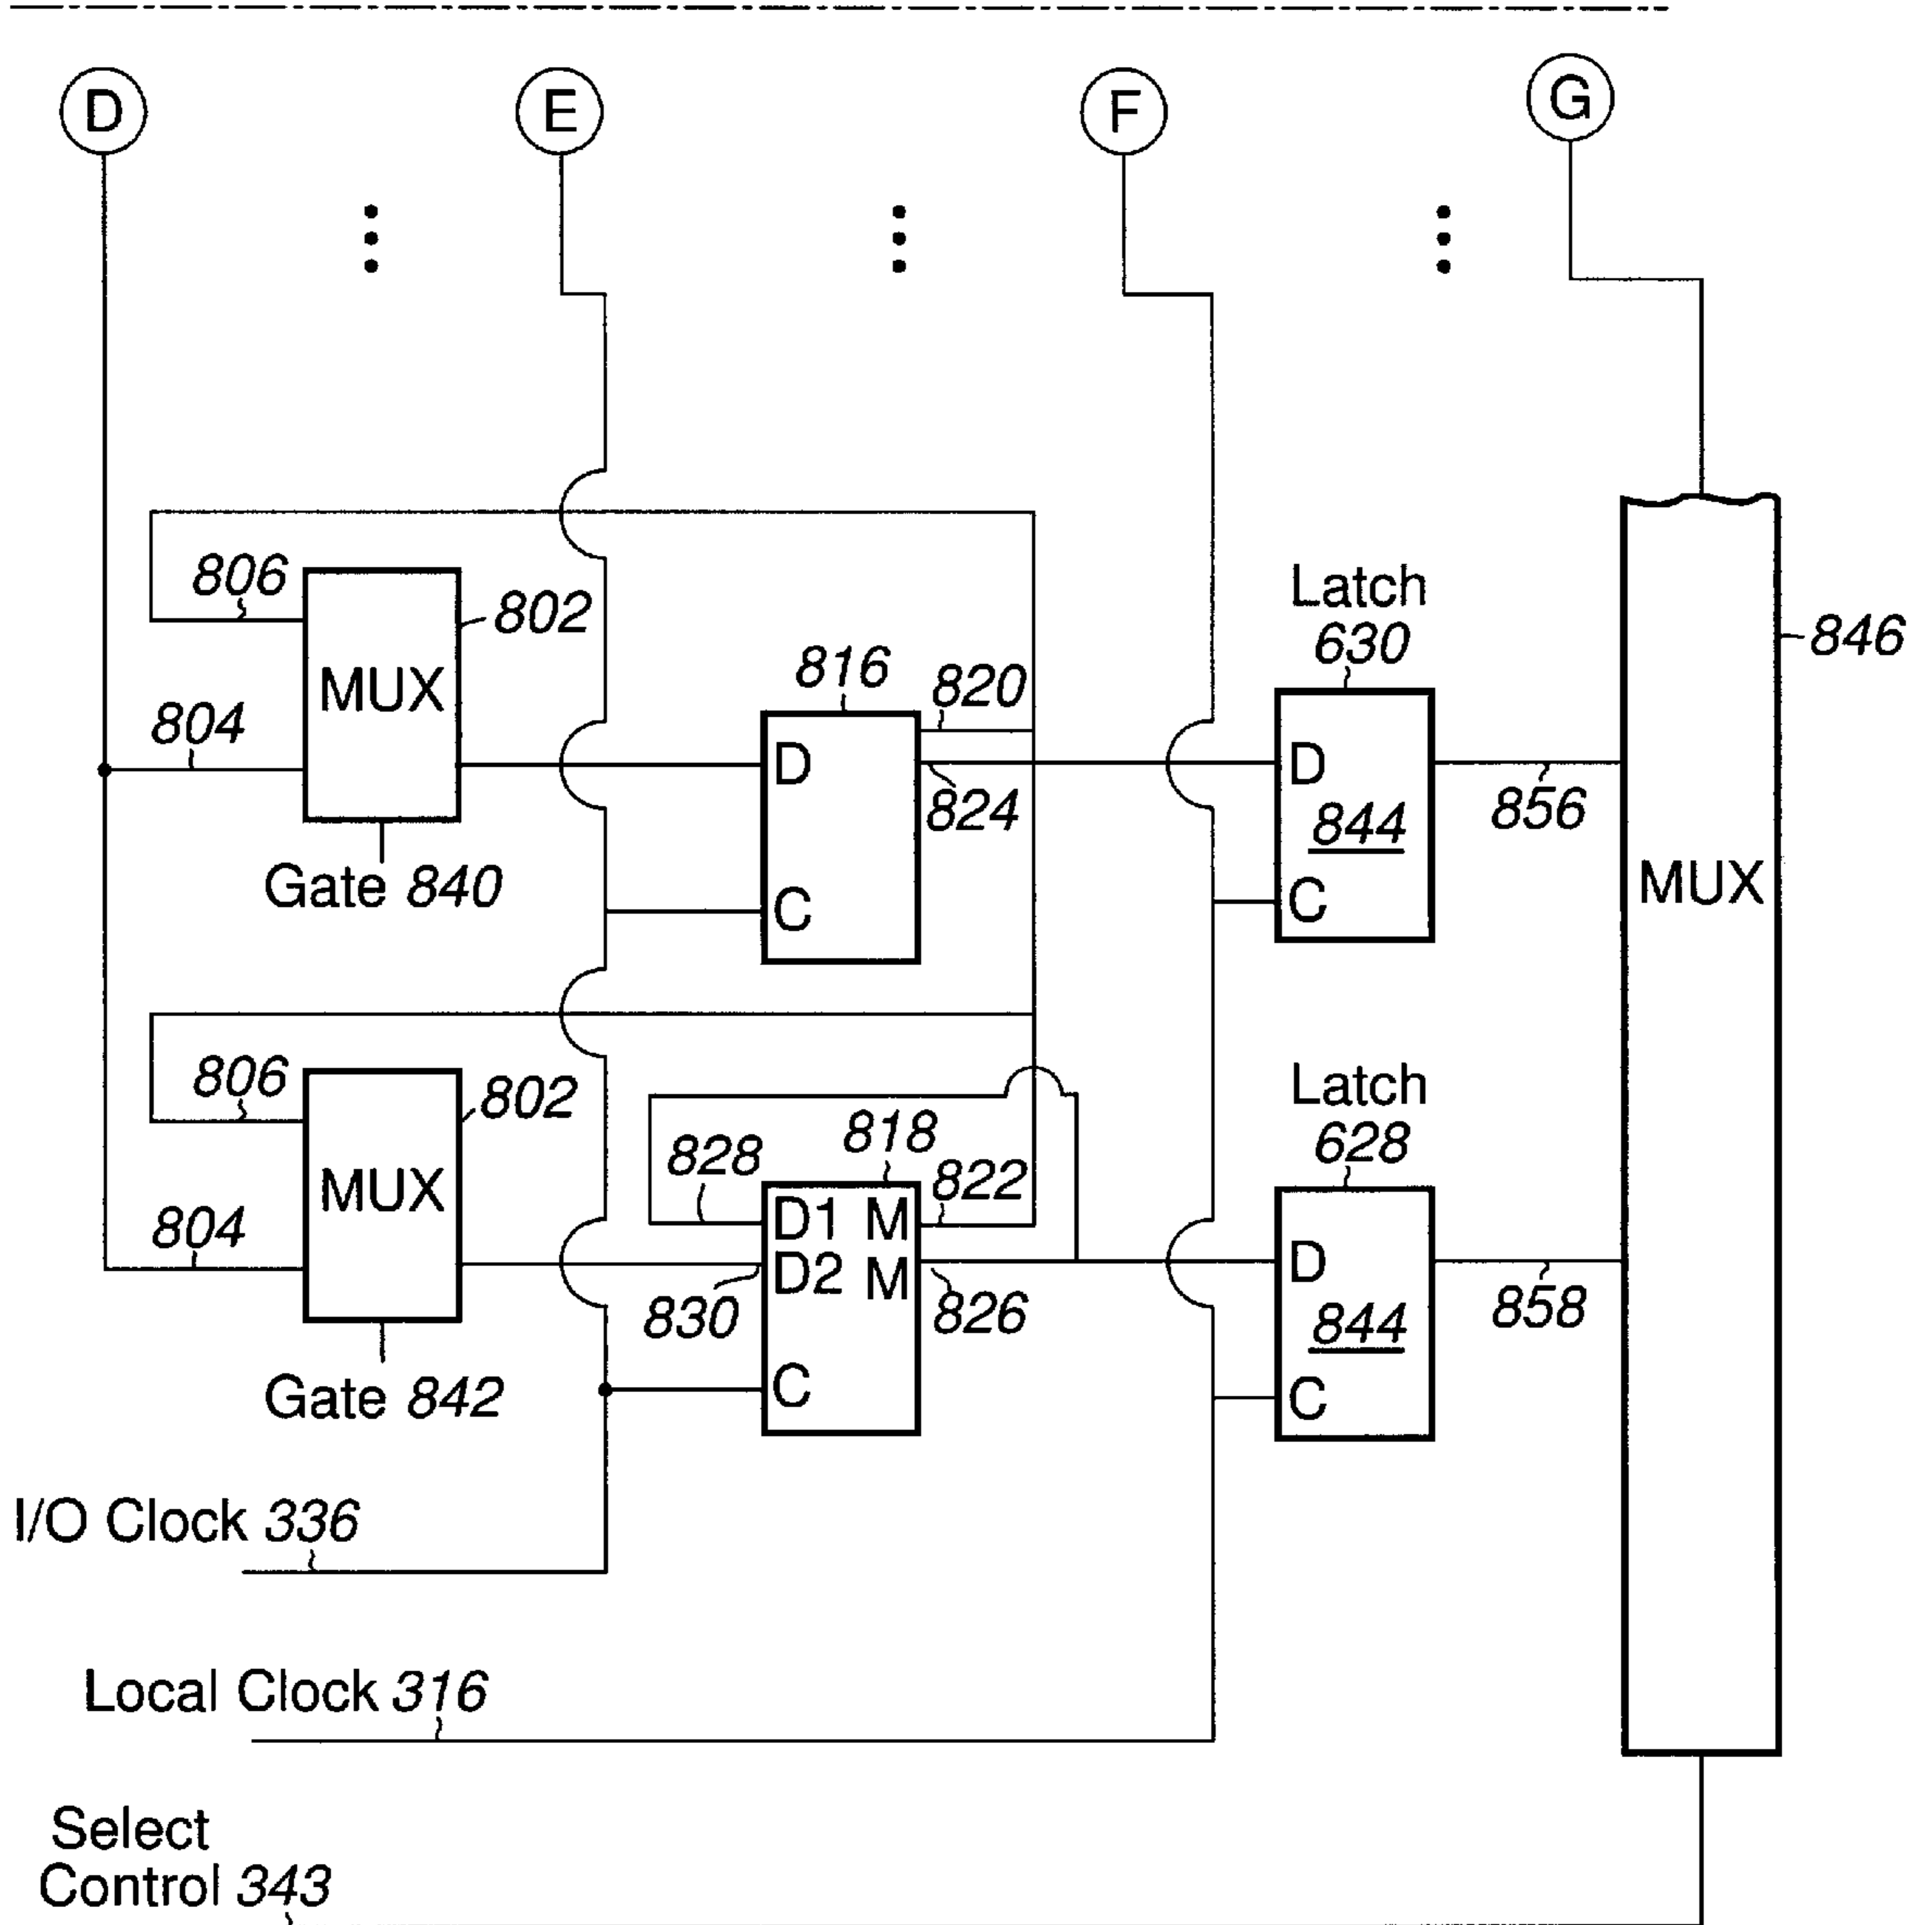 D E F G
806
802
MUX
804
Gate 840
816
820
D
824
C
Latch
630
D
844
C
856
846
MUX
806
802
MUX
804
Gate 842
828
818
822
D1 M
D2 M
830
826
C
Latch
628
D
844
C
858
I/O Clock 336
Local Clock 316
Select
Control 343